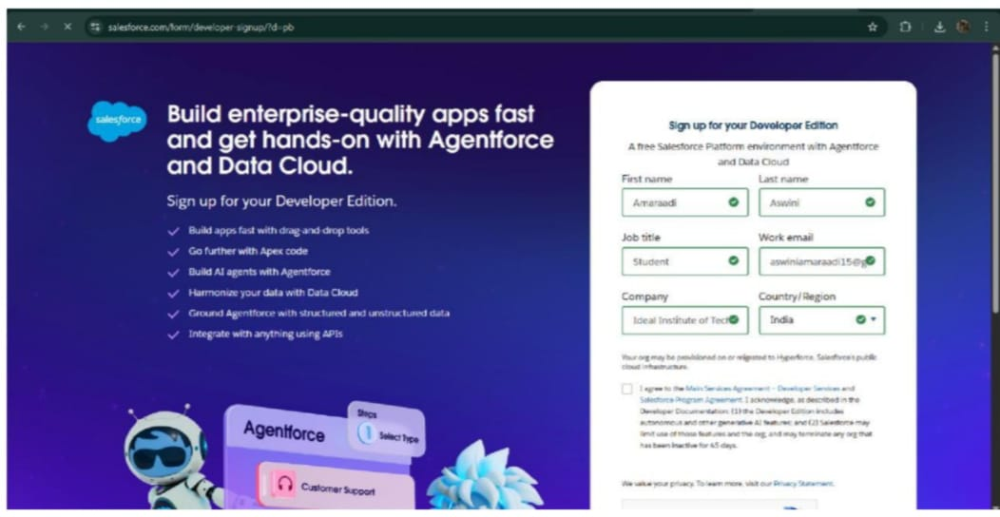 salesforce.com/form/developer-signup/?d=pb
salesforce
Build enterprise-quality apps fast
and get hands-on with Agentforce
and Data Cloud.
Sign up for your Developer Edition.
Build apps fast with drag-and-drop tools
Go further with Apex code
Build AI agents with Agentforce
Harmonize your data with Data Cloud
Ground Agentforce with structured and unstructured data
Integrate with anything using APIs
Agentforce
Steps
Select Type
Customer Support
Sign up for your Developer Edition
A free Salesforce Platform environment with Agentforce
and Data Cloud
First name Last name
Amaraadi Aswini
Job title Work email
Student aswiniamaraadi15@g
Company Country/Region
Ideal Institute of Tech India
Your org may be provisioned on or migrated to Hyperforce, Salesforce's public
cloud infrastructure.
I agree to the Main Services Agreement – Developer Services and
Salesforce Program Agreement. I acknowledge, as described in the
Developer Documentation: (1) the Developer Edition includes
autonomous and other generative AI features; and (2) Salesforce may
limit use of those features and the org, and may terminate any org that
has been inactive for 45 days.
We value your privacy. To learn more, visit our Privacy Statement.